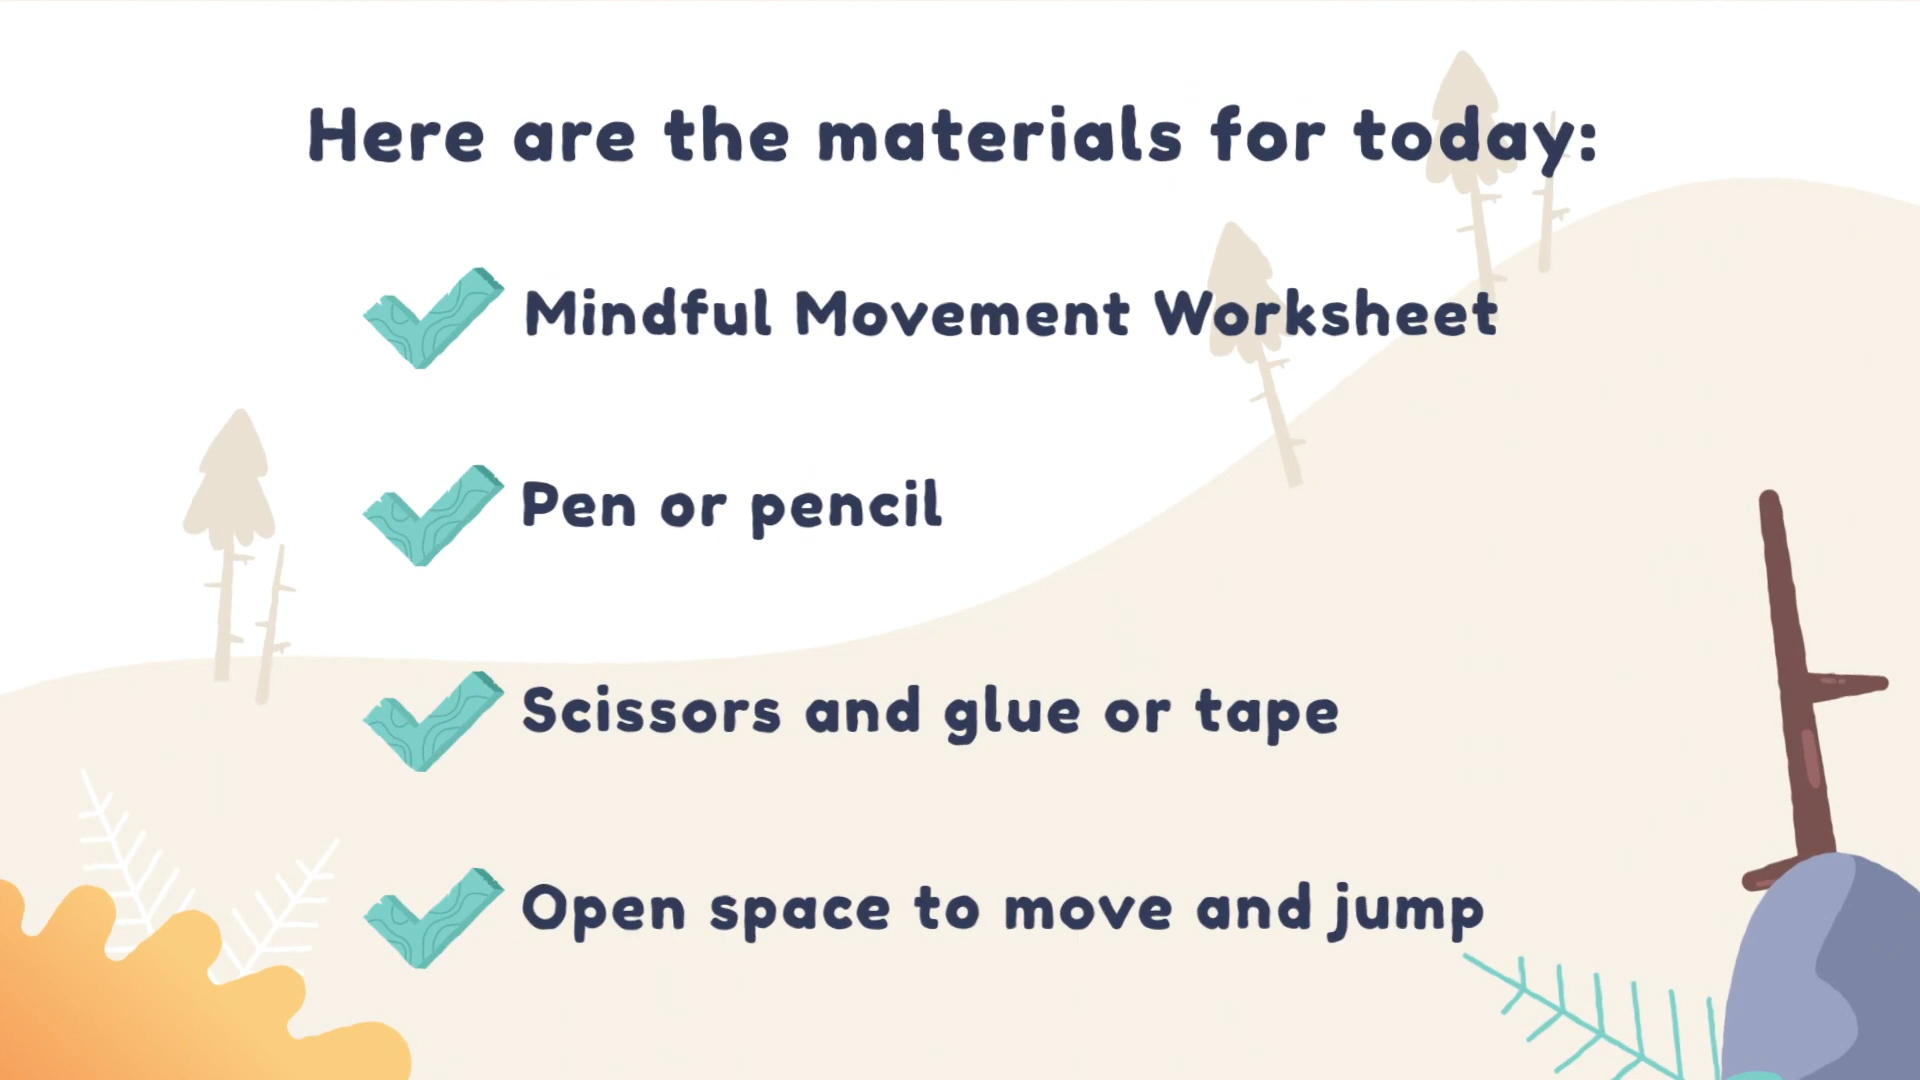 Here are the materials for today:
Mindful Movement Worksheet
Pen or pencil
Scissors and glue or tape
Open space to move and jump